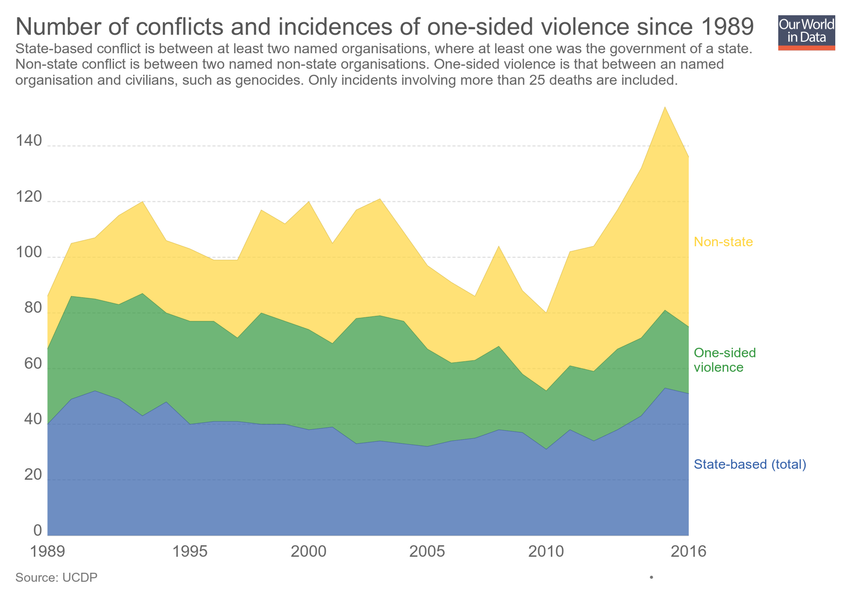 Number of conflicts and incidences of one-sided violence since 1989
Our World
in Data
State-based conflict is between at least two named organisations, where at least one was the government of a state.
Non-state conflict is between two named non-state organisations. One-sided violence is that between an named
organisation and civilians, such as genocides. Only incidents involving more than 25 deaths are included.
140
120
100
80
60
40
20
0
Non-state
One-sided
violence
State-based (total)
1989
1995
2000
2005
2010
2016
Source: UCDP